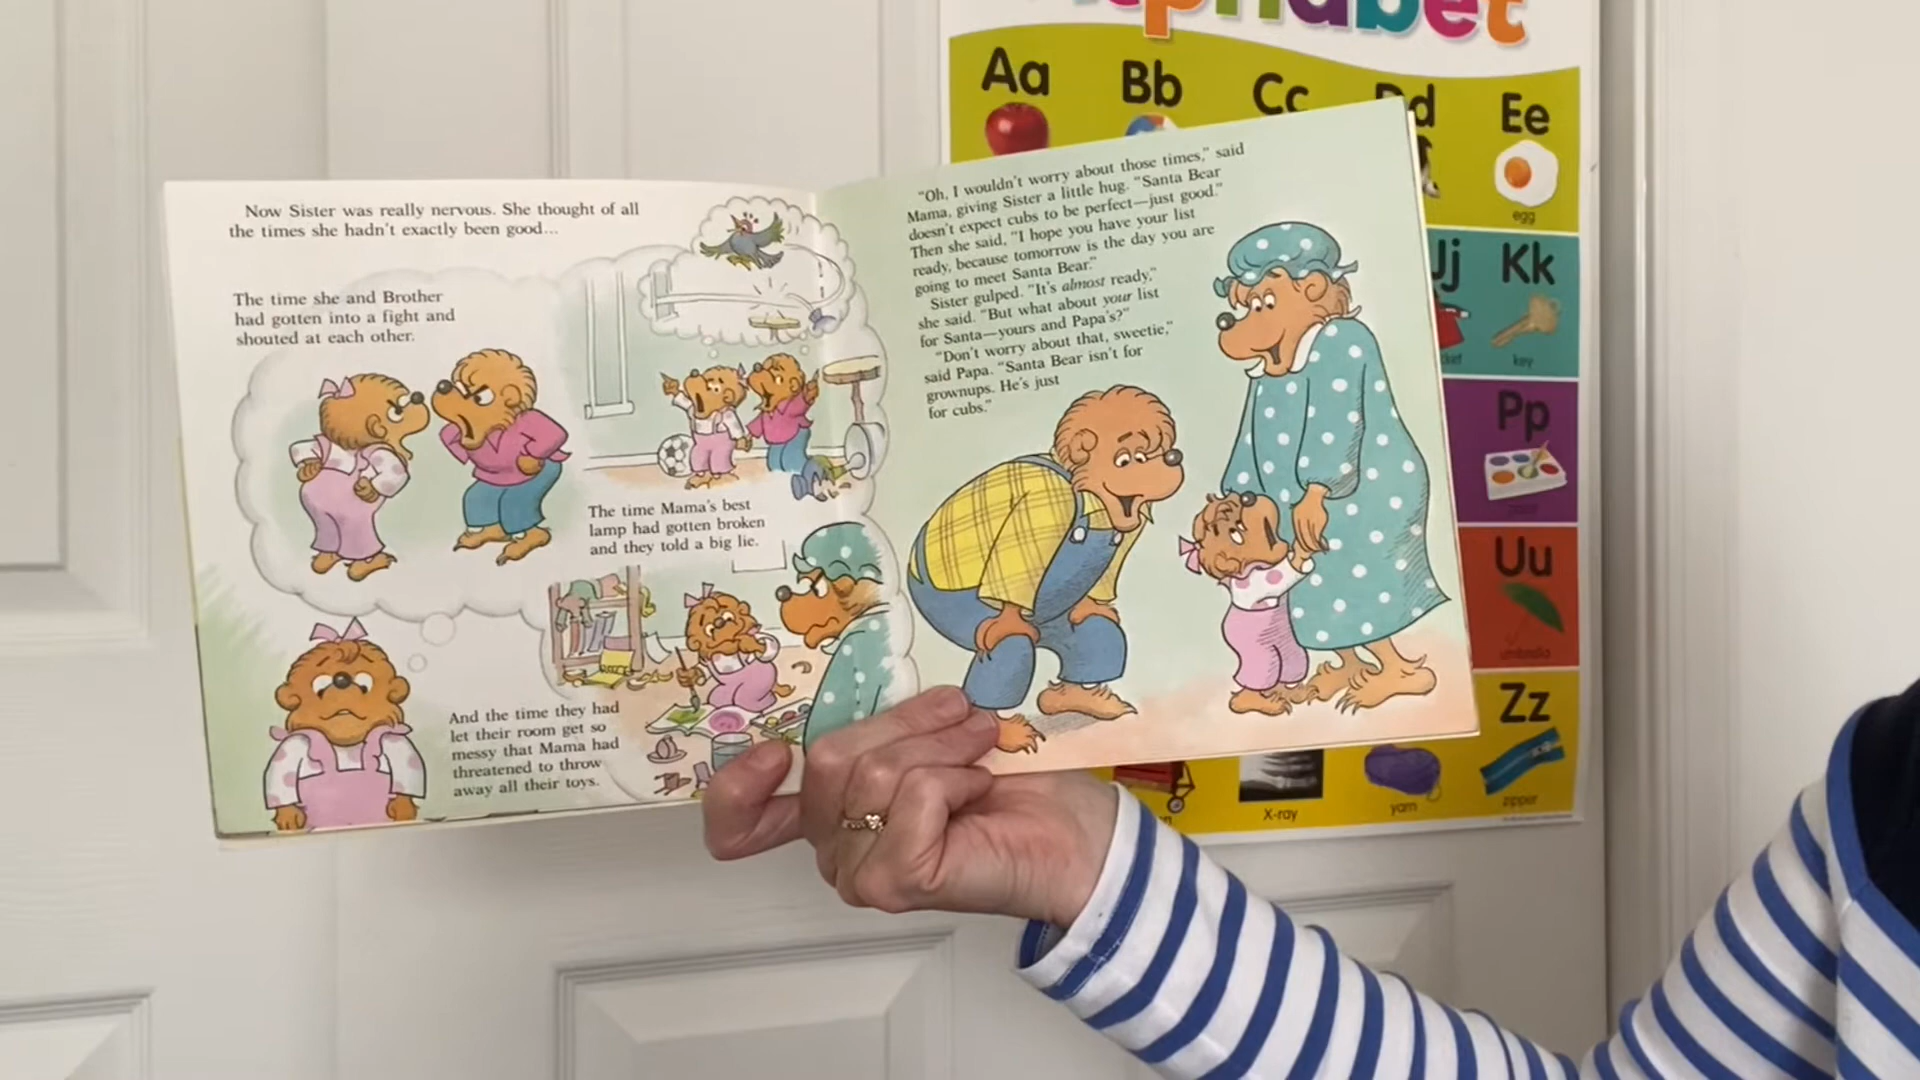 Now Sister was really nervous. She thought of all
the times she hadn't exactly been good...
The time she and Brother
had gotten into a fight and
shouted at each other.
The time Mama's best
lamp had gotten broken
and they told a big lie.
And the time they had
let their room get so
messy that Mama had
threatened to throw
away all their toys.
"Oh, I wouldn't worry about those times," said
Mama, giving Sister a little hug. "Santa Bear
doesn't expect cubs to be perfect—just good."
Then she said, "I hope you have your list
ready, because tomorrow is the day you are
going to meet Santa Bear."
Sister gulped. "It's almost ready,"
she said. "But what about your list
for Santa—yours and Papa's?"
"Don't worry about that, sweetie,"
said Papa. "Santa Bear isn't for
grownups. He's just
for cubs."
Aa
Bb
Cc
Dd
Ee
egg
Jj
Kk
key
Pp
Uu
umbrella
Zz
X-ray
yarn
zipper